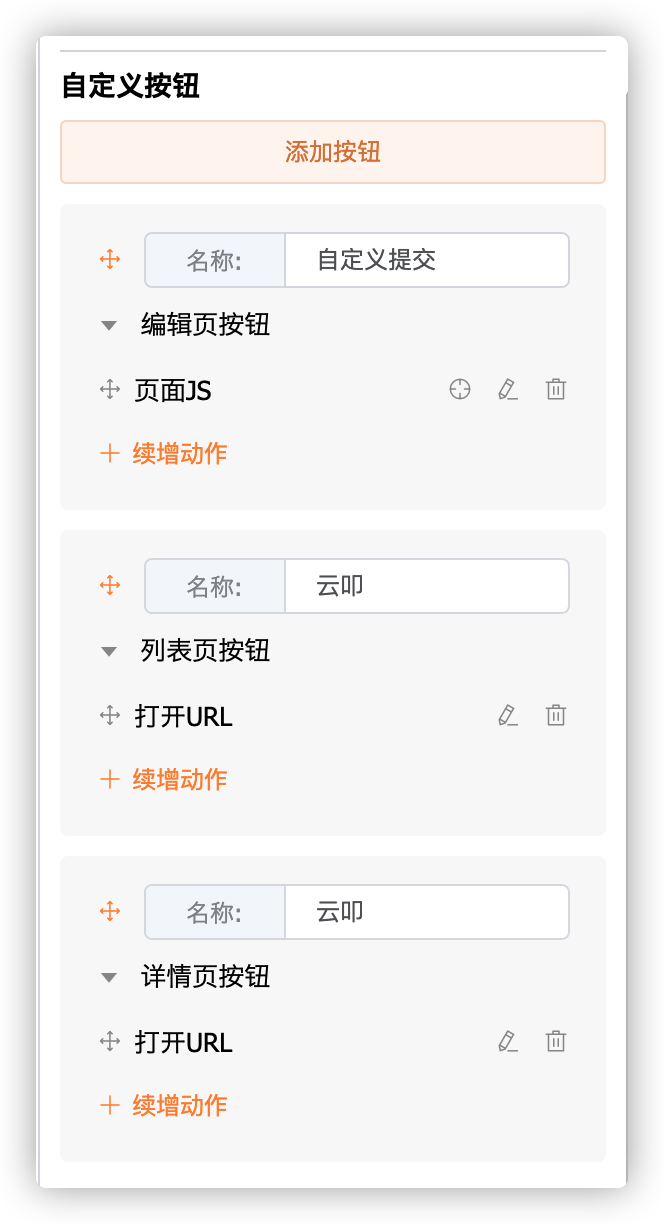 自定义按钮
添加按钮
名称: 自定义提交
编辑页按钮
页面JS
续增动作
名称: 云叩
列表页按钮
打开URL
续增动作
名称: 云叩
详情页按钮
打开URL
续增动作